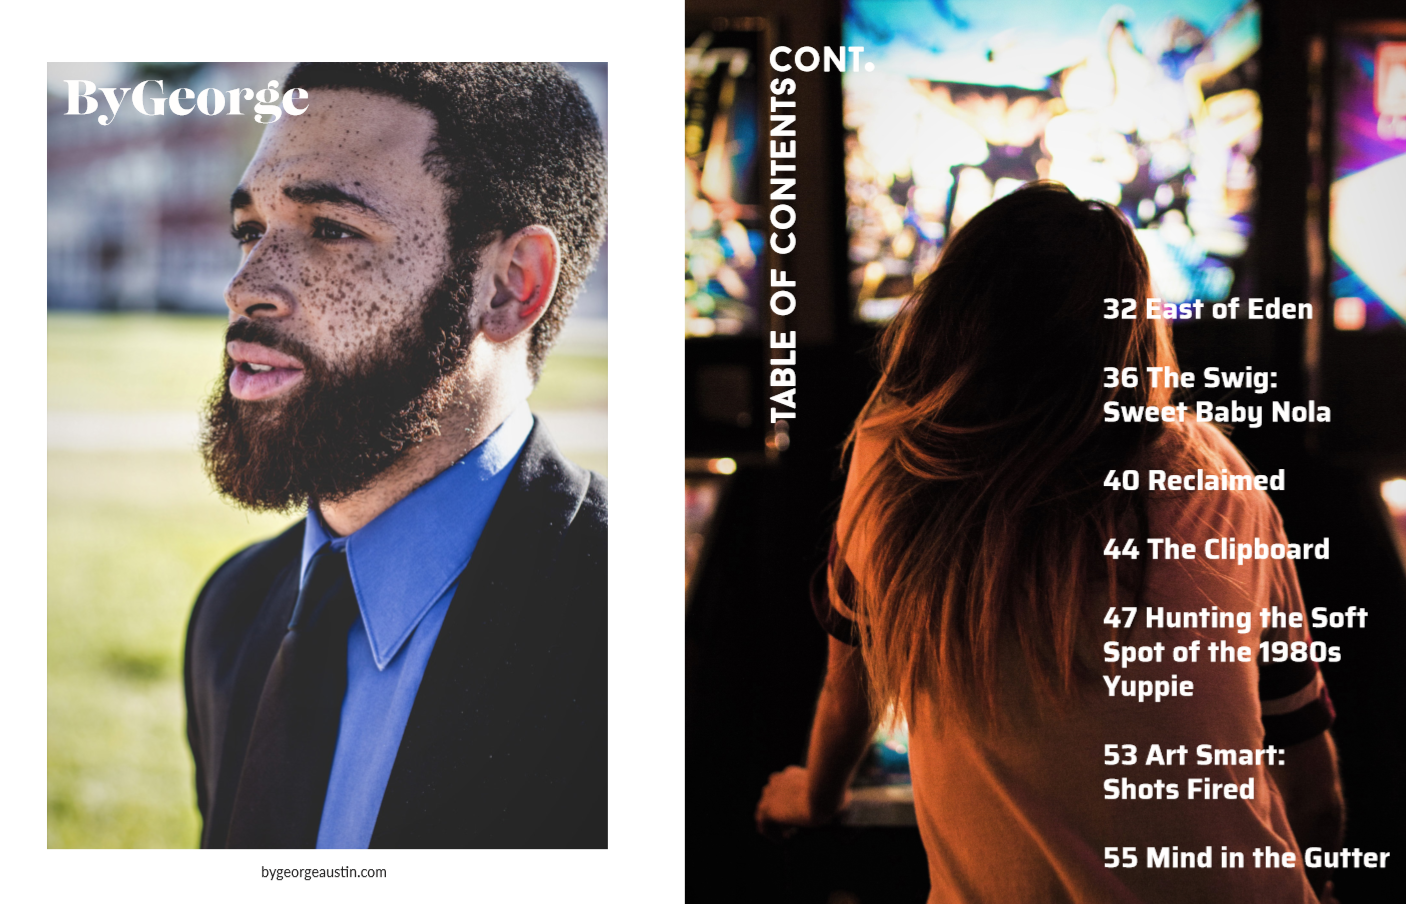 ByGeorge
bygeorgeaustin.com
TABLE OF CONTENTS
CONT.
32 East of Eden
36 The Swig:
Sweet Baby Nola
40 Reclaimed
44 The Clipboard
47 Hunting the Soft
Spot of the 1980s
Yuppie
53 Art Smart:
Shots Fired
55 Mind in the Gutter